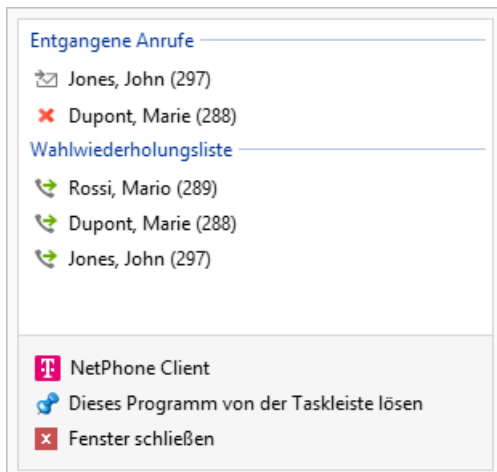 Entgangene Anrufe
Jones, John (297)
Dupont, Marie (288)
Wahlwiederholungsliste
Rossi, Mario (289)
Dupont, Marie (288)
Jones, John (297)
NetPhone Client
Dieses Programm von der Taskleiste lösen
Fenster schließen